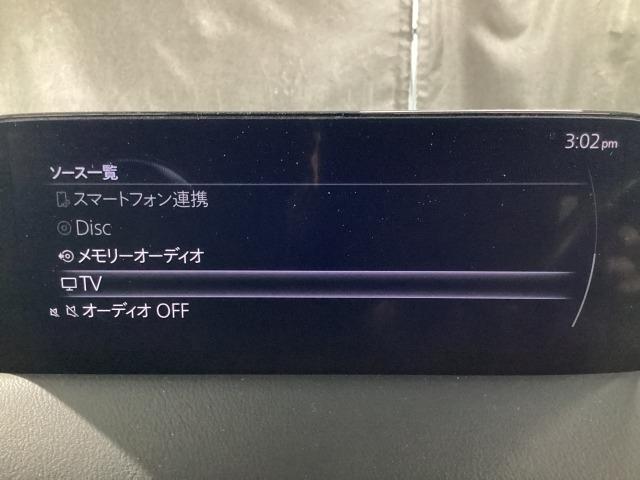 3:02pm
ソース一覧
スマートフォン連携
Disc
メモリーオーディオ
TV
オーディオ OFF